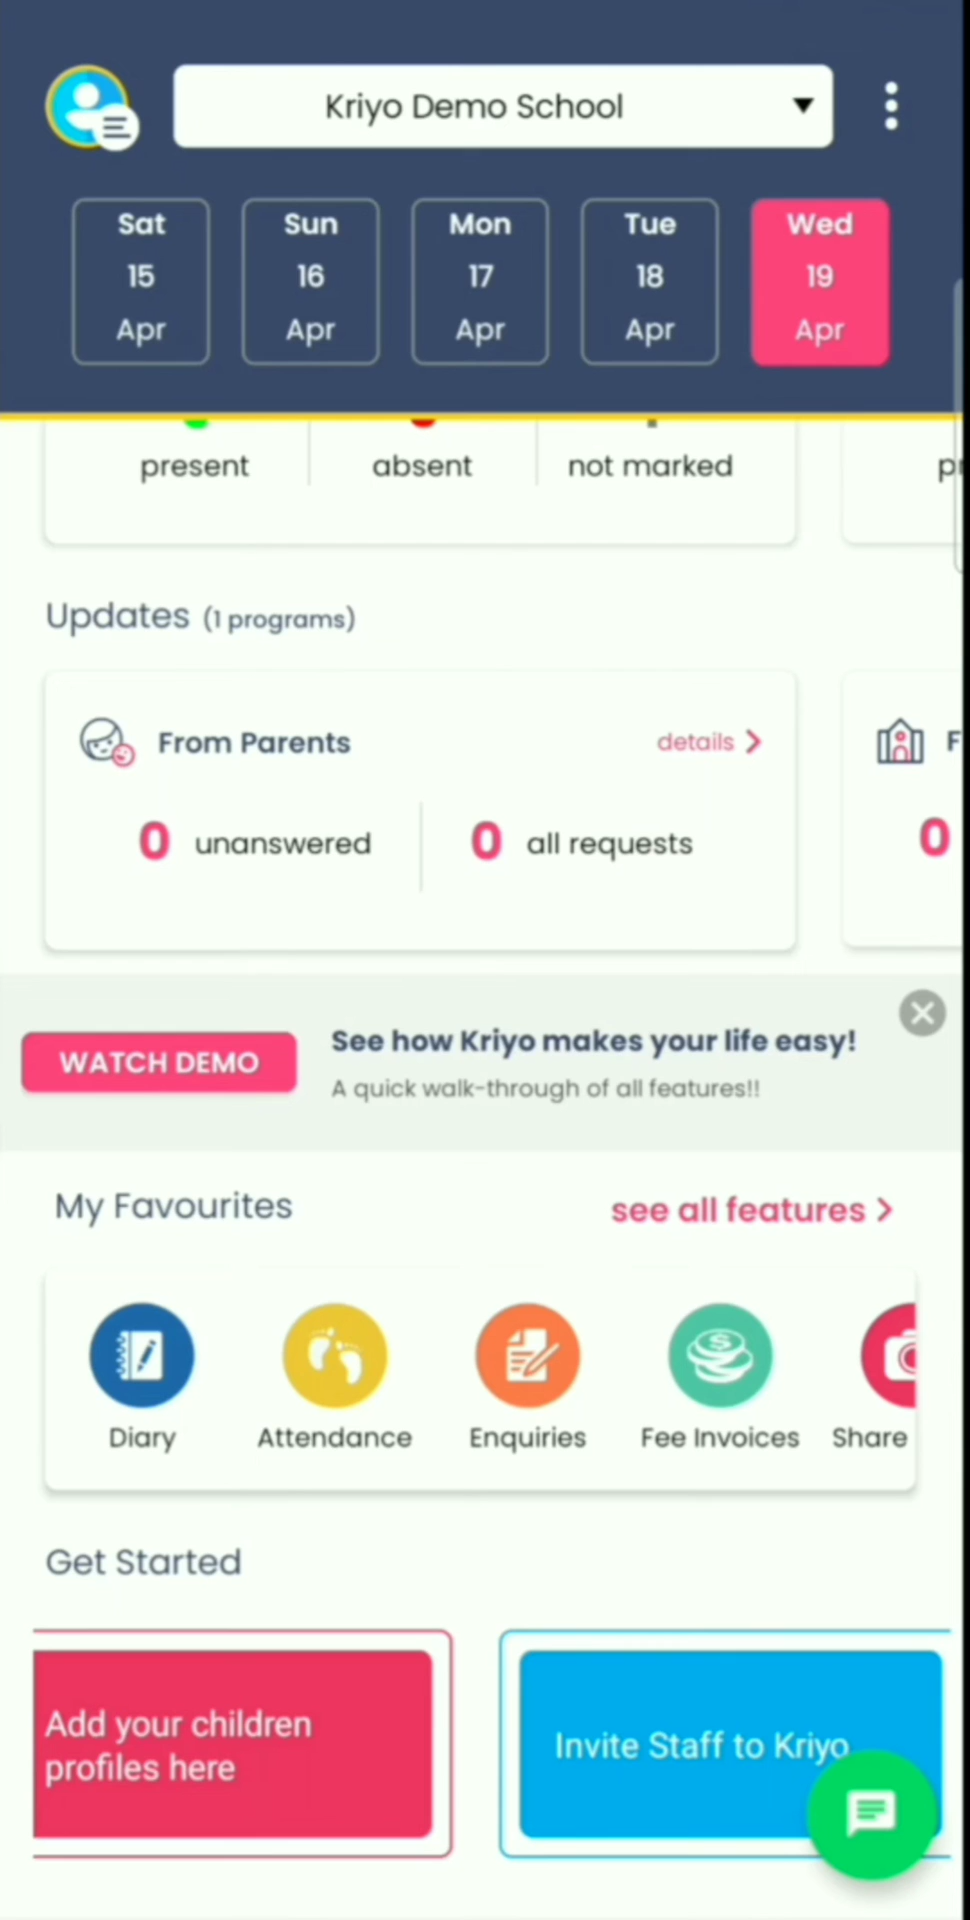 Kriyo Demo School
Sat
15
Apr
Sun
16
Apr
Mon
17
Apr
Tue
18
Apr
Wed
19
Apr
present
absent
not marked
Updates (1 programs)
From Parents
details
0 unanswered
0 all requests
0
WATCH DEMO
See how Kriyo makes your life easy!
A quick walk-through of all features!!
My Favourites
see all features
Diary
Attendance
Enquiries
Fee Invoices
Share
Get Started
Add your children
profiles here
Invite Staff to Kriyo